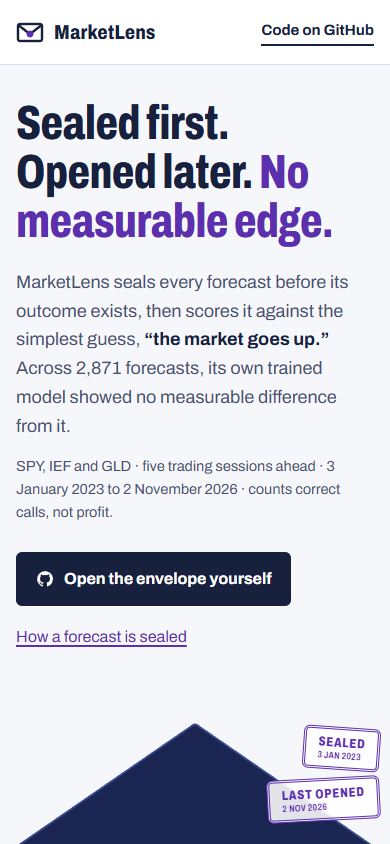 MarketLens
Code on GitHub
Sealed first.
Opened later. No
measurable edge.
MarketLens seals every forecast before its
outcome exists, then scores it against the
simplest guess, “the market goes up.”
Across 2,871 forecasts, its own trained
model showed no measurable difference
from it.
SPY, IEF and GLD · five trading sessions ahead · 3
January 2023 to 2 November 2026 · counts correct
calls, not profit.
Open the envelope yourself
How a forecast is sealed
SEALED
3 JAN 2023
LAST OPENED
2 NOV 2026